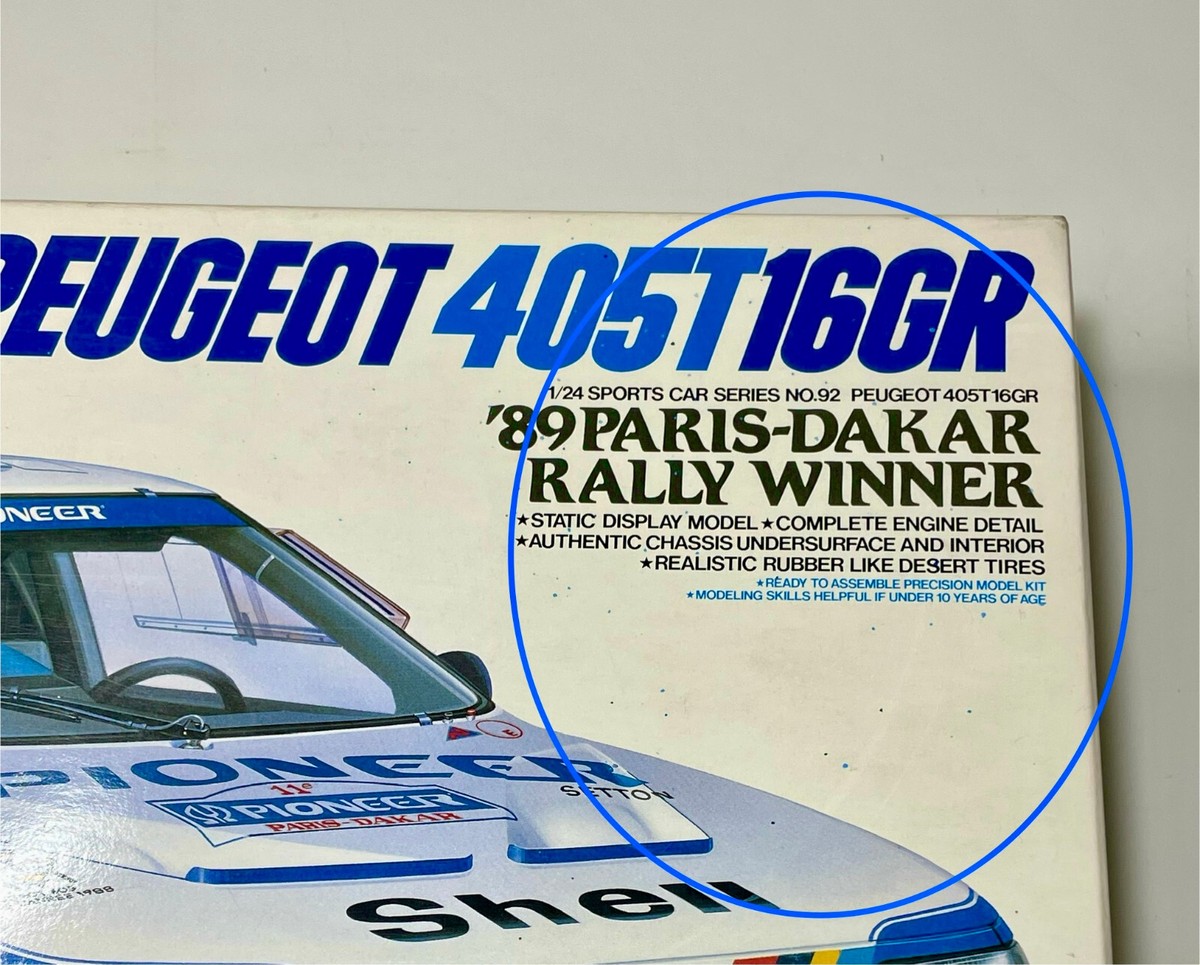 PEUGEOT 405T16GR
1/24 SPORTS CAR SERIES NO.92 PEUGEOT 405T16GR
'89 PARIS-DAKAR
RALLY WINNER
★STATIC DISPLAY MODEL ★COMPLETE ENGINE DETAIL
★AUTHENTIC CHASSIS UNDERSURFACE AND INTERIOR
★REALISTIC RUBBER LIKE DESERT TIRES
★READY TO ASSEMBLE PRECISION MODEL KIT
★MODELING SKILLS HELPFUL IF UNDER 10 YEARS OF AGE
ONEER
E
PIONEER
SETTON
11e
PIONEER
PARIS-DAKAR
1988
Shell